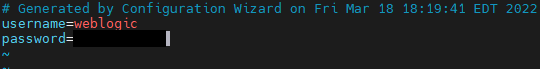 # Generated by Configuration Wizard on Fri Mar 18 18:19:41 EDT 2022
username=weblogic
password=
~
~